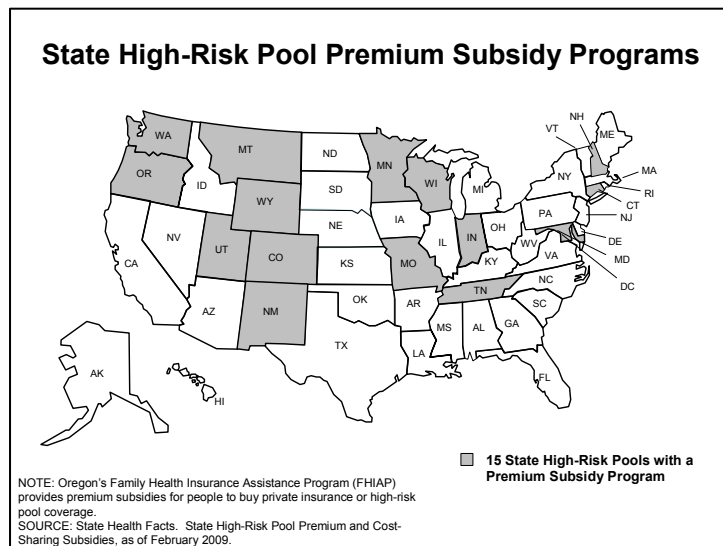 State High-Risk Pool Premium Subsidy Programs
WA
MT
ND
MN
VT
NH
ME
OR
ID
SD
WI
MI
NY
MA
RI
CT
WY
NE
IA
PA
NJ
NV
UT
CO
IL
IN
OH
WV
DE
MD
DC
CA
KS
MO
KY
VA
NC
AZ
NM
OK
AR
TN
SC
TX
LA
MS
AL
GA
FL
AK
HI
15 State High-Risk Pools with a
Premium Subsidy Program
NOTE: Oregon's Family Health Insurance Assistance Program (FHIAP)
provides premium subsidies for people to buy private insurance or high-risk
pool coverage.
SOURCE: State Health Facts. State High-Risk Pool Premium and Cost-
Sharing Subsidies, as of February 2009.